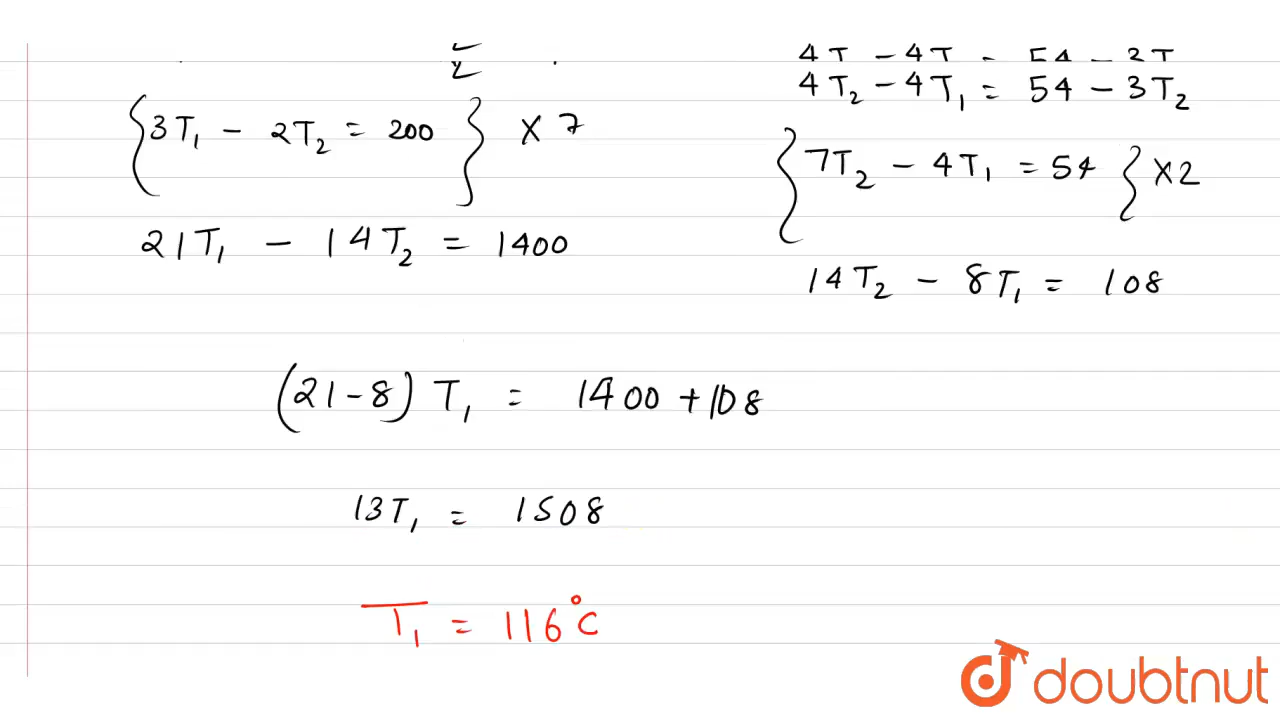 4T₂ − 4T₁ = 54 − 3T₂
{3T₁ − 2T₂ = 200} × 7
{7T₂ − 4T₁ = 54} × 2
21T₁ − 14T₂ = 1400
14T₂ − 8T₁ = 108
(21 − 8) T₁ = 1400 + 108
13T₁ = 1508
T₁ = 116°C
doubtnut